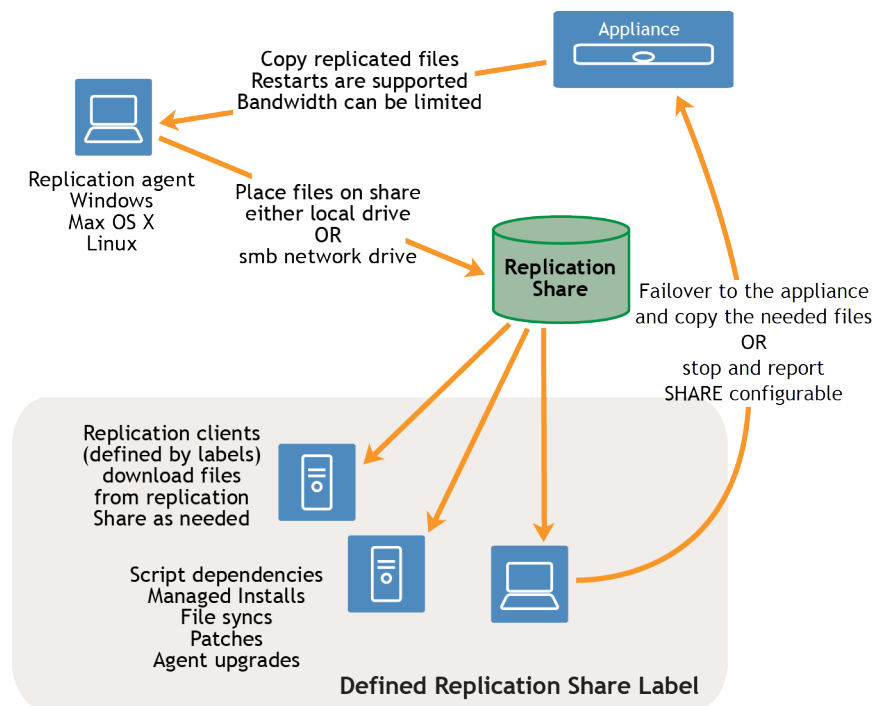 Appliance
Copy replicated files
Restarts are supported
Bandwidth can be limited
Replication agent
Windows
Max OS X
Linux
Place files on share
either local drive
OR
smb network drive
Replication
Share
Failover to the appliance
and copy the needed files
OR
stop and report
SHARE configurable
Replication clients
(defined by labels)
download files
from replication
Share as needed
Script dependencies
Managed Installs
File syncs
Patches
Agent upgrades
Defined Replication Share Label